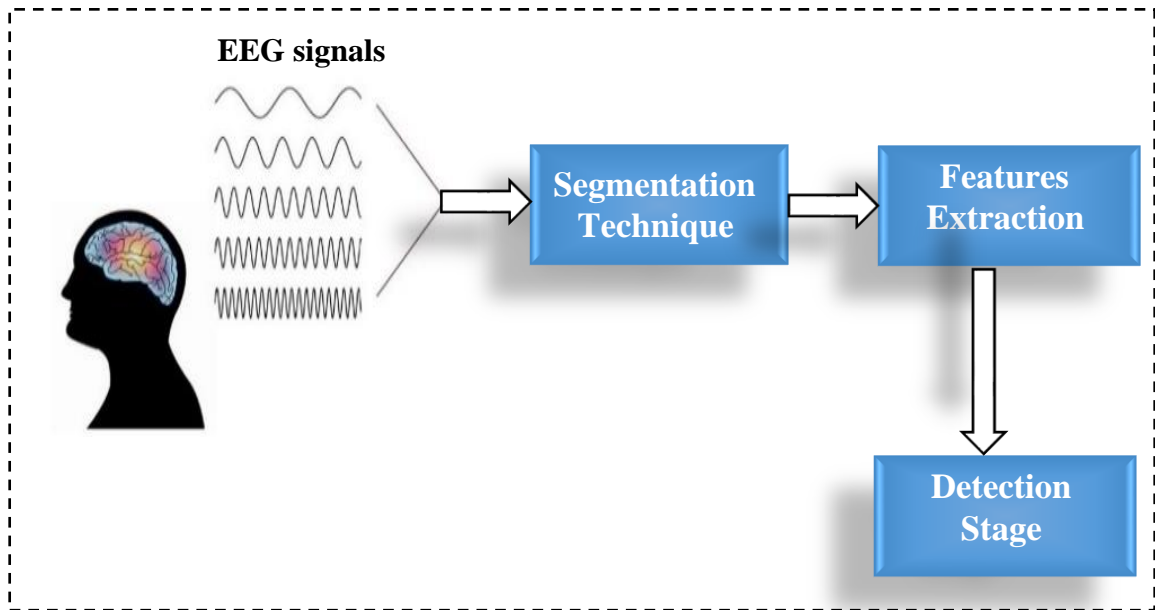 EEG signals
Segmentation
Technique
Features
Extraction
Detection
Stage